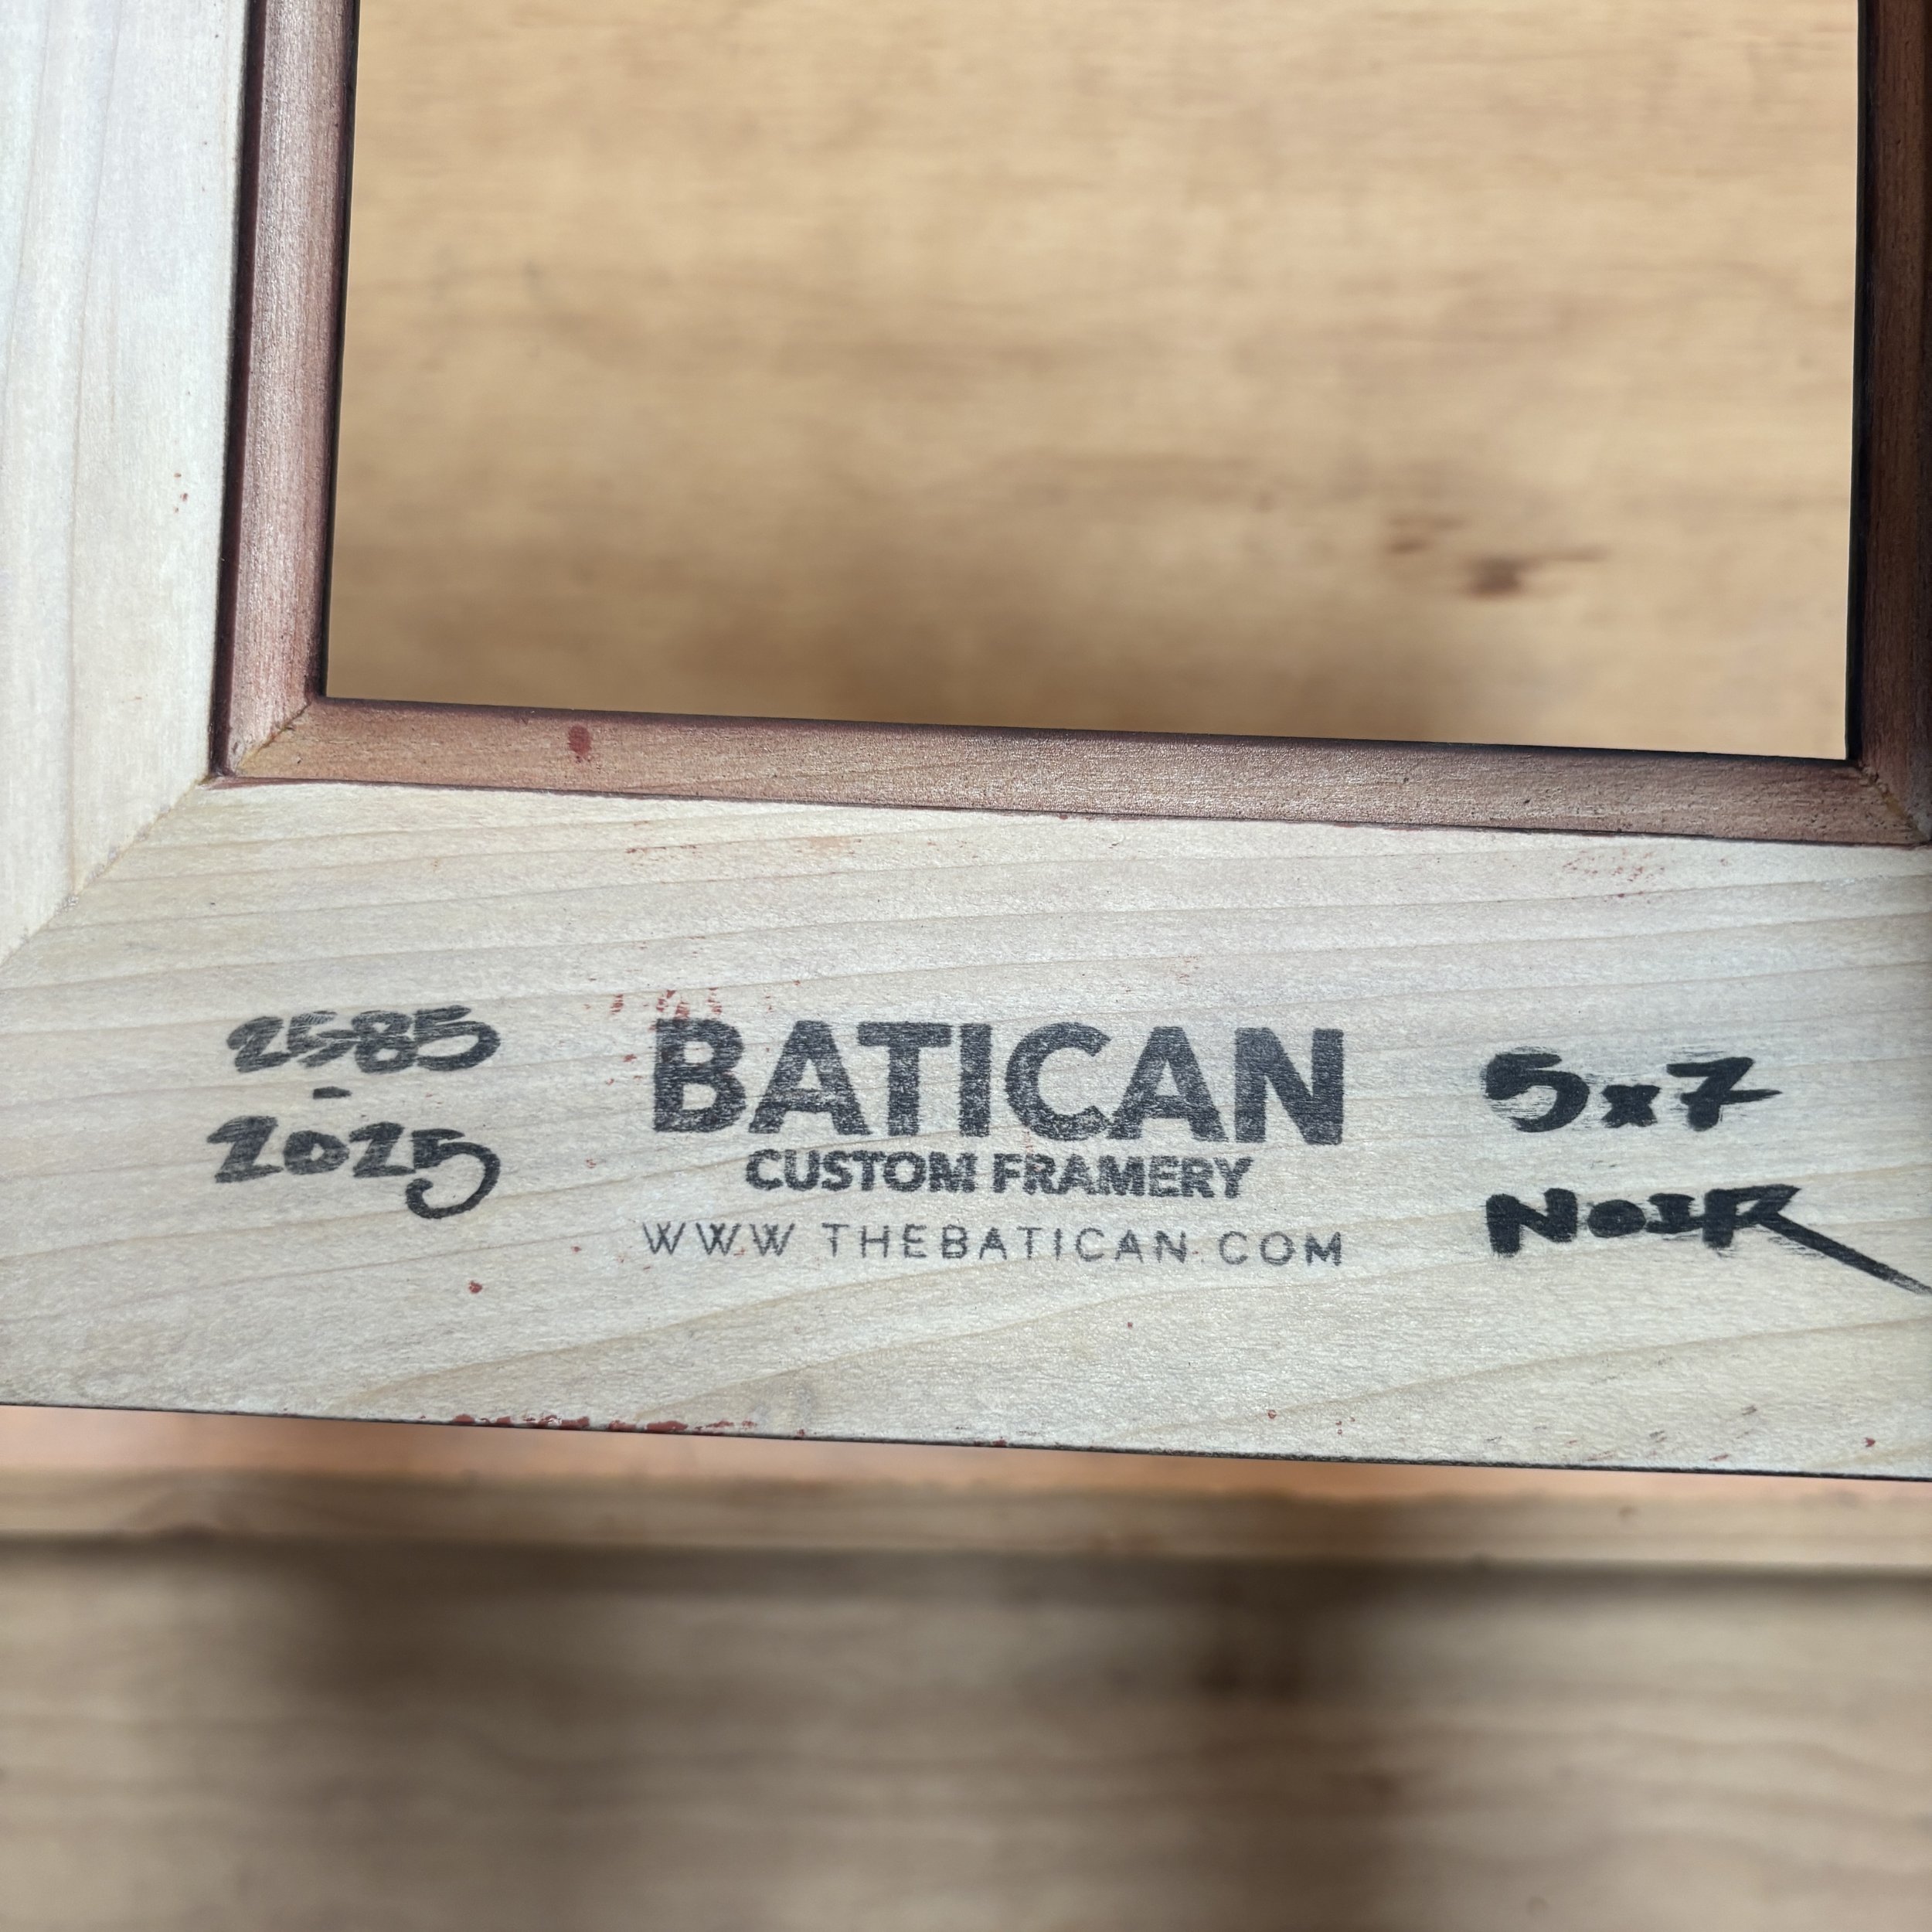 2585
-
2025
BATICAN
CUSTOM FRAMERY
WWW THEBATICAN.COM
5x7
NOIR